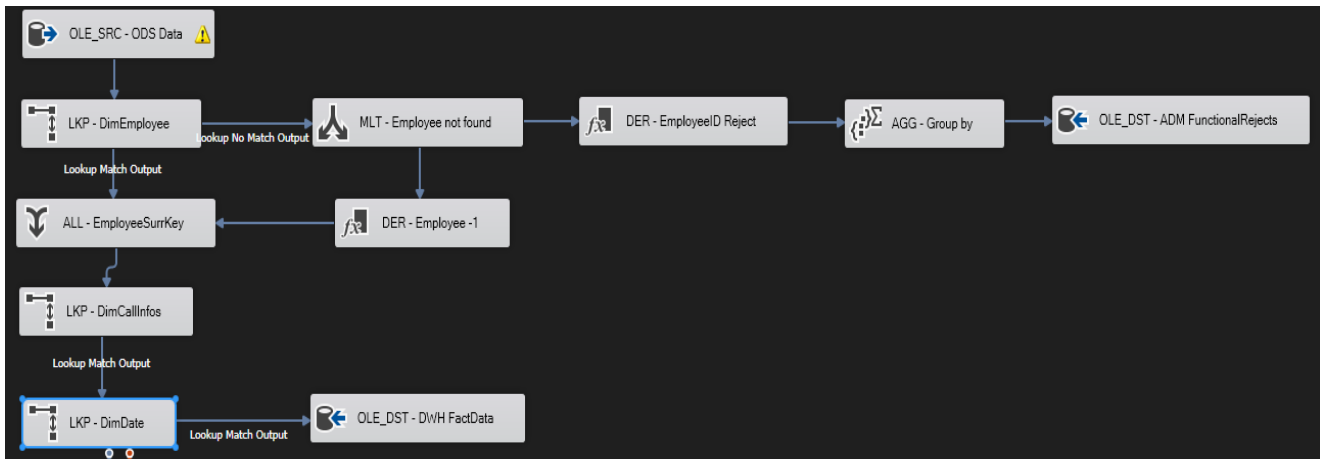 OLE_SRC - ODS Data
LKP - DimEmployee
Lookup No Match Output
MLT - Employee not found
DER - EmployeeID Reject
AGG - Group by
OLE_DST - ADM FunctionalRejects
Lookup Match Output
ALL - EmployeeSurrKey
DER - Employee -1
LKP - DimCallInfos
Lookup Match Output
LKP - DimDate
Lookup Match Output
OLE_DST - DWH FactData